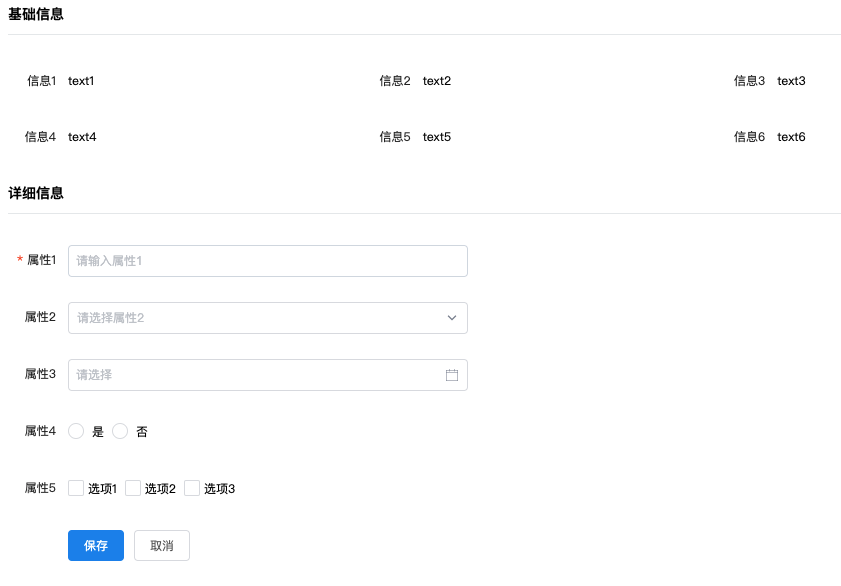 基础信息
信息1 text1 信息2 text2 信息3 text3
信息4 text4 信息5 text5 信息6 text6
详细信息
* 属性1 请输入属性1
属性2 请选择属性2
属性3 请选择
属性4 是 否
属性5 选项1 选项2 选项3
保存 取消